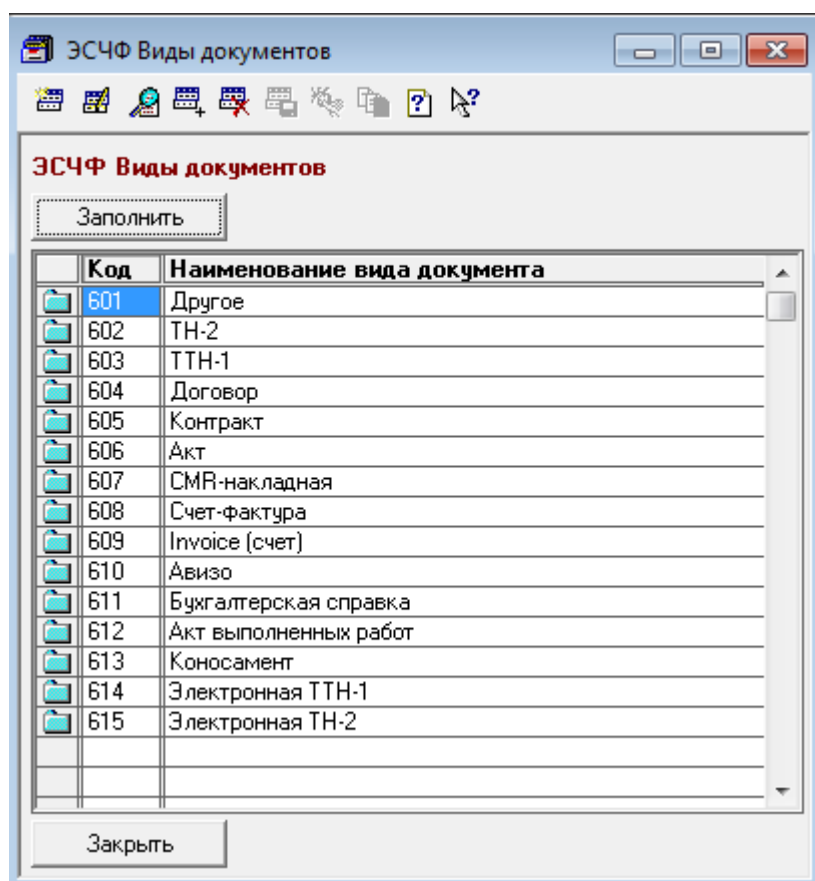 ЭСЧФ Виды документов
ЭСЧФ Виды документов
Заполнить
Код Наименование вида документа
601 Другое
602 ТН-2
603 ТТН-1
604 Договор
605 Контракт
606 Акт
607 CMR-накладная
608 Счет-фактура
609 Invoice (счет)
610 Авизо
611 Бухгалтерская справка
612 Акт выполненных работ
613 Коносамент
614 Электронная ТТН-1
615 Электронная ТН-2
Закрыть